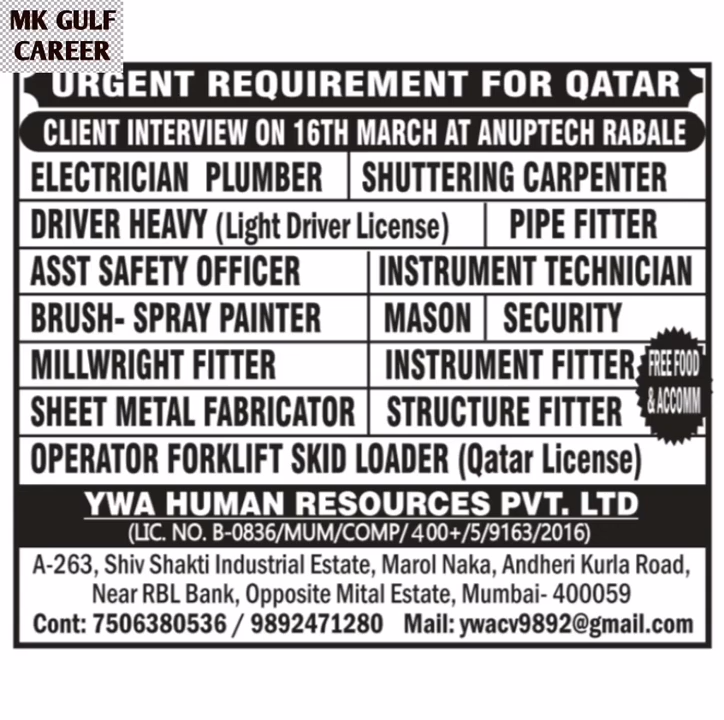 MK GULF
CAREER
URGENT REQUIREMENT FOR QATAR
CLIENT INTERVIEW ON 16TH MARCH AT ANUPTECH RABALE
ELECTRICIAN PLUMBER SHUTTERING CARPENTER
DRIVER HEAVY (Light Driver License) PIPE FITTER
ASST SAFETY OFFICER INSTRUMENT TECHNICIAN
BRUSH- SPRAY PAINTER MASON SECURITY
MILLWRIGHT FITTER INSTRUMENT FITTER
FREE FOOD
& ACCOMM
SHEET METAL FABRICATOR STRUCTURE FITTER
OPERATOR FORKLIFT SKID LOADER (Qatar License)
YWA HUMAN RESOURCES PVT. LTD
(LIC. NO. B-0836/MUM/COMP/400+/5/9163/2016)
A-263, Shiv Shakti Industrial Estate, Marol Naka, Andheri Kurla Road,
Near RBL Bank, Opposite Mital Estate, Mumbai- 400059
Cont: 7506380536 / 9892471280 Mail: ywacv9892@gmail.com